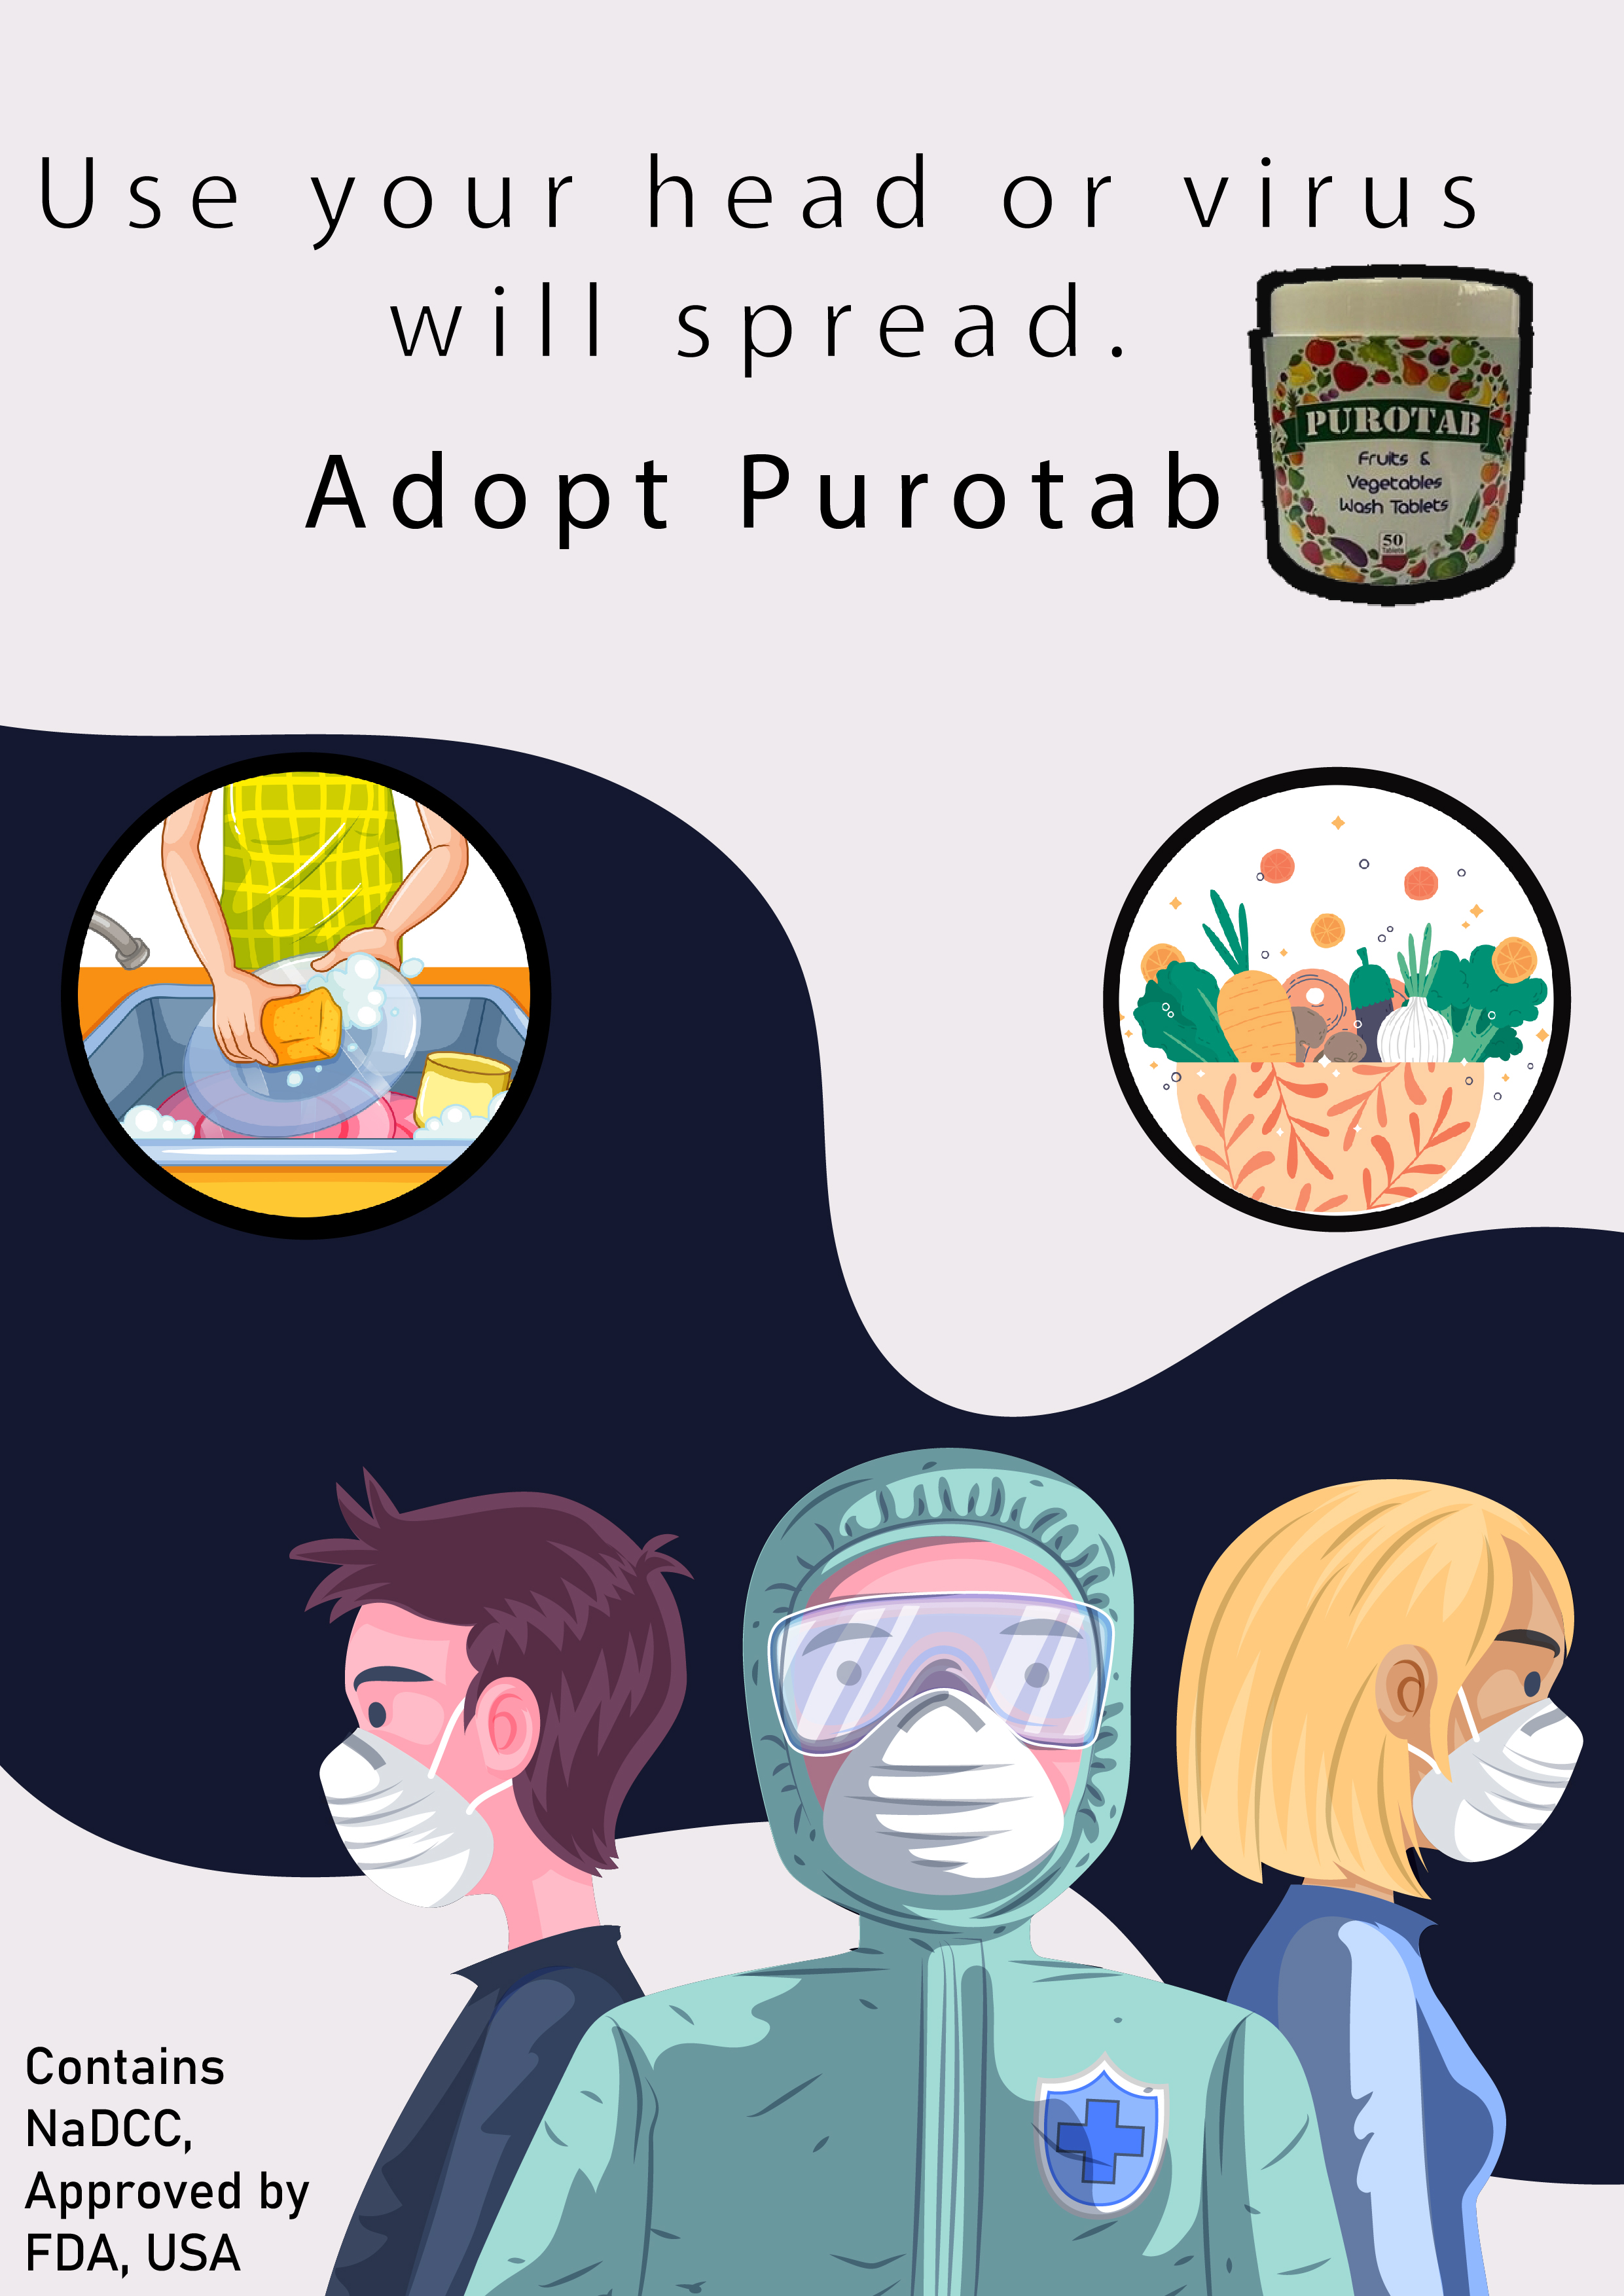 Use your head or virus
will spread.
Adopt Purotab
PUROTAB
Fruits &
Vegetables
Wash Tablets
50
Tablets
Contains
NaDCC,
Approved by
FDA, USA